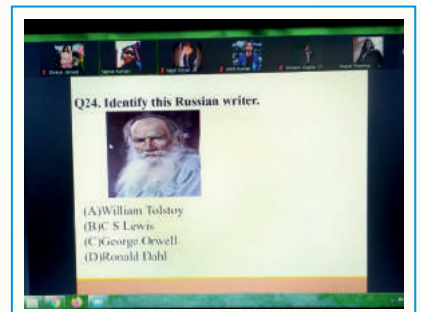 Q24. Identify this Russian writer.
(A)William Tolstoy
(B)C S Lewis
(C)George Orwell
(D)Ronald Dahl